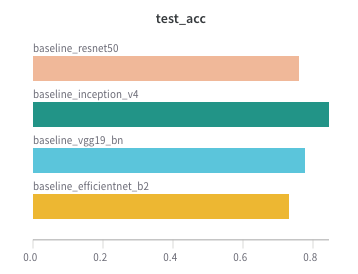 test_acc
baseline_resnet50
baseline_inception_v4
baseline_vgg19_bn
baseline_efficientnet_b2
0.0 0.2 0.4 0.6 0.8